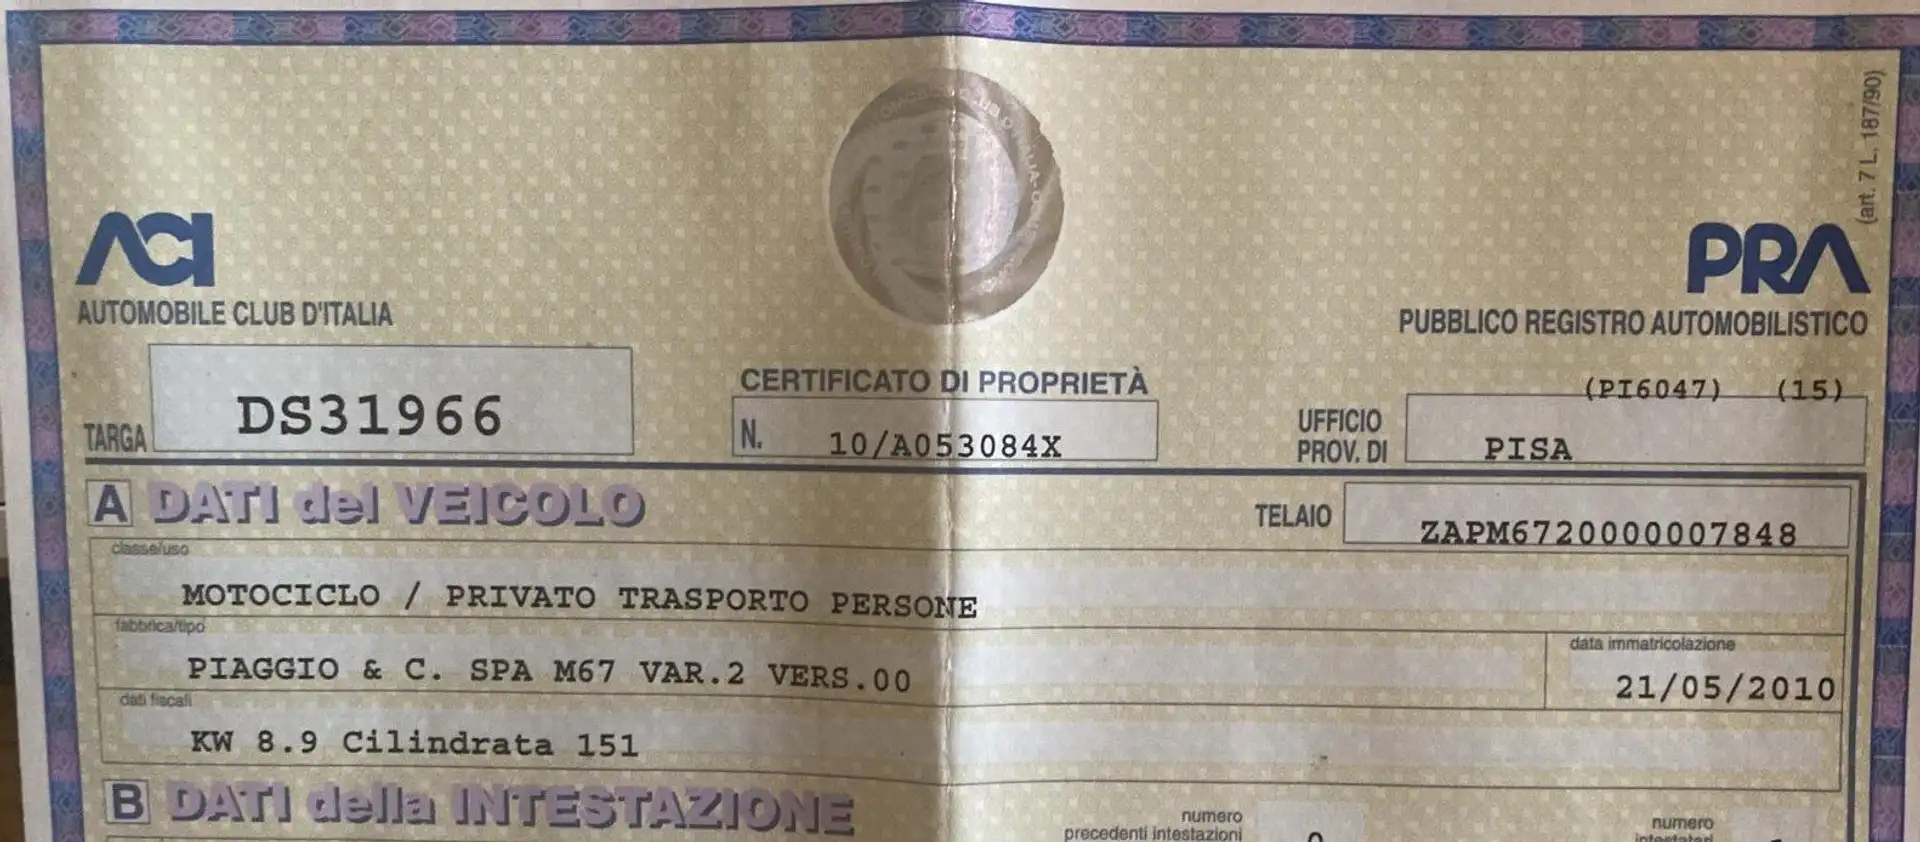 (art. 7 L. 187/90)
ACI
PRA
AUTOMOBILE CLUB D'ITALIA
PUBBLICO REGISTRO AUTOMOBILISTICO
CERTIFICATO DI PROPRIETÀ
(PI6047) (15)
TARGA DS31966
N. 10/A053084X
UFFICIO
PROV. DI PISA
A DATI del VEICOLO
TELAIO ZAPM6720000007848
classe/uso
MOTOCICLO / PRIVATO TRASPORTO PERSONE
fabbrica/tipo
data immatricolazione
PIAGGIO & C. SPA M67 VAR.2 VERS.00
21/05/2010
dati fiscali
KW 8.9 Cilindrata 151
B DATI della INTESTAZIONE
numero
precedenti intestazioni
numero
intestatari